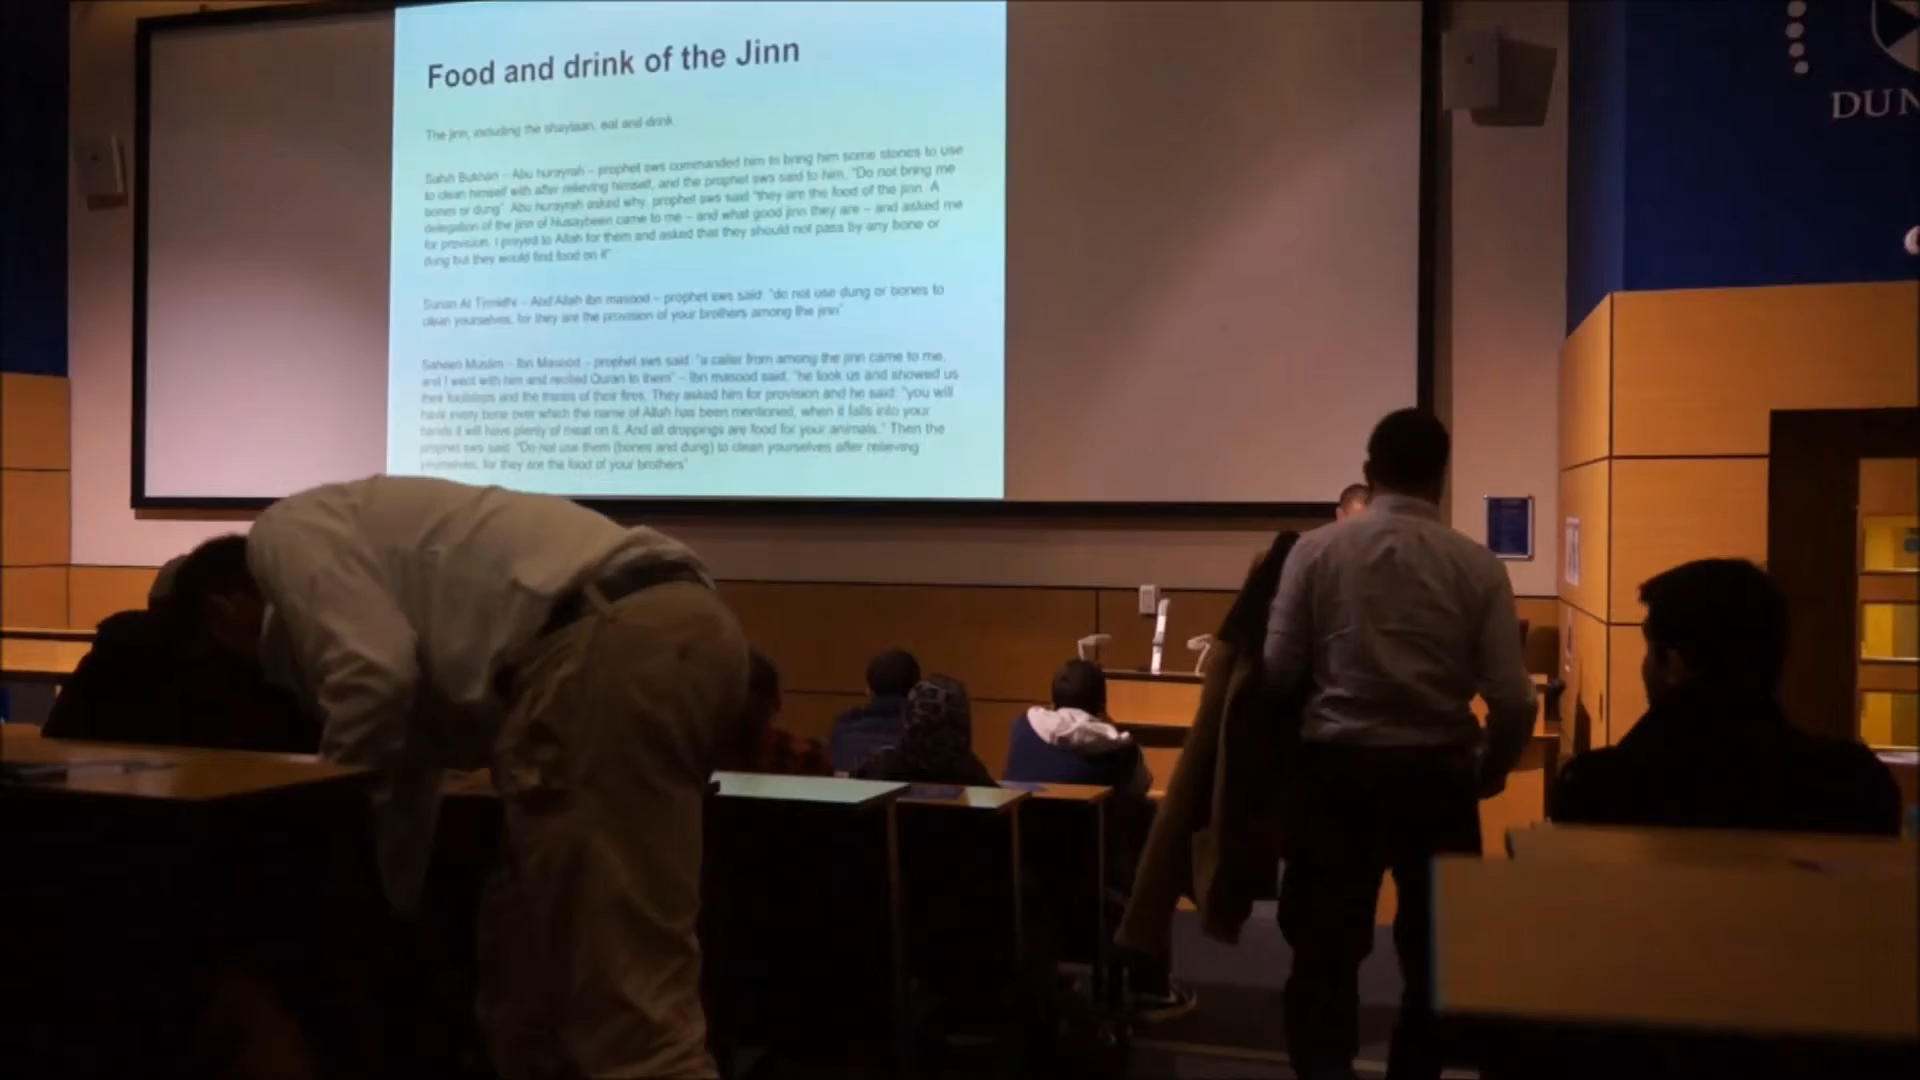 Food and drink of the Jinn
The jinn, including the shaytaan, eat and drink
Sahih Bukhari – Abu hurayrah – prophet sws commanded him to bring him some stones to use
to clean himself with after relieving himself, and the prophet sws said to him, "Do not bring me
bones or dung" Abu hurayrah asked why, prophet sws said "they are the food of the jinn. A
delegation of the jinn of Nusaybeen came to me – and what good jinn they are – and asked me
for provision. I prayed to Allah for them and asked that they should not pass by any bone or
dung but they would find food on it"
Sunan At Tirmidhi – Abd'Allah ibn masood – prophet sws said: "do not use dung or bones to
clean yourselves, for they are the provision of your brothers among the jinn"
Saheen Muslim – Ibn Masood – prophet sws said: "a caller from among the jinn came to me,
and I went with him and recited Quran to them" – Ibn masood said: "he took us and showed us
their footsteps and the traces of their fires. They asked him for provision and he said: "you will
have every bone over which the name of Allah has been mentioned, when it falls into your
hands it will have plenty of meat on it. And all droppings are food for your animals." Then the
prophet sws said: "Do not use them (bones and dung) to clean yourselves after relieving
yourselves, for they are the food of your brothers"
DUN